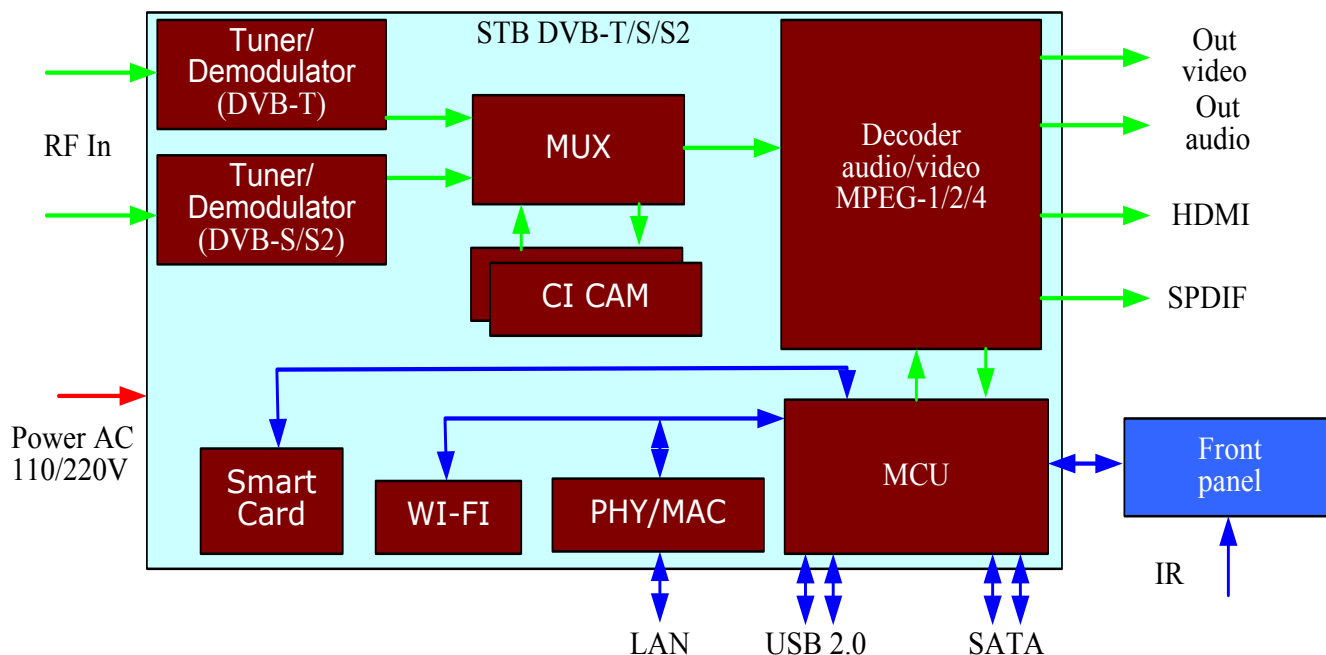 STB DVB-T/S/S2
Tuner/
Demodulator
(DVB-T)
RF In
Tuner/
Demodulator
(DVB-S/S2)
MUX
CI CAM
Decoder
audio/video
MPEG-1/2/4
Out
video
Out
audio
HDMI
SPDIF
Power AC
110/220V
Smart
Card
WI-FI
PHY/MAC
MCU
Front
panel
IR
LAN
USB 2.0
SATA